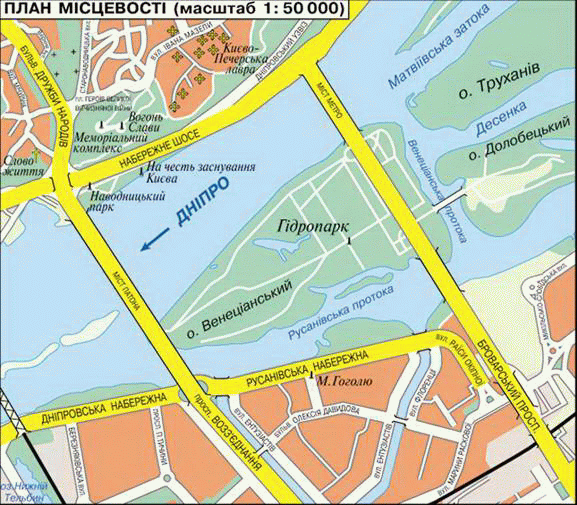 ПЛАН МІСЦЕВОСТІ (масштаб 1:50 000)
БУЛЬВ. ДРУЖБИ НАРОДІВ
СТАРОНАВОДНИЦЬКА ВУЛ.
ВУЛ. ІВАНА МАЗЕПИ
Києво-
Печерська
лавра
ДНІПРОВСЬКИЙ УЗВІЗ
Матвіївська затока
о. Труханів
Десенка
о. Долобецький
МІСТ МЕТРО
ПЛ. ГЕРОЇВ ВЕЛИКОЇ
ВІТЧИЗНЯНОЇ ВІЙНИ
Вогонь
Слави
Меморіальний
комплекс
НАБЕРЕЖНЕ ШОСЕ
Слово
життя
На честь заснування
Києва
Наводницький
парк
ДНІПРО
Венеціанська протока
Гідропарк
МІСТ ПАТОНА
о. Венеціанський
Русанівська протока
ВУЛ. РАЇСИ ОКІПНОЇ
БРОВАРСЬКИЙ ПРОСП.
РУСАНІВСЬКА НАБЕРЕЖНА
М. Гоголю
ДНІПРОВСЬКА НАБЕРЕЖНА
ПРОСП. ВОЗЗ'ЄДНАННЯ
БЕРЕЗНЯКІВСЬКА ВУЛ.
ПРОСП. П. ТИЧИНИ
ВУЛ. ЕНТУЗІАСТІВ
БУЛЬВ. ОЛЕКСІЯ ДАВИДОВА
ВУЛ. ЕНТУЗІАСТІВ
ВУЛ. ФЛОРЕНЦІЇ
ВУЛ. МАРИНИ РАСКОВОЇ
оз. Нижній
Тельбин